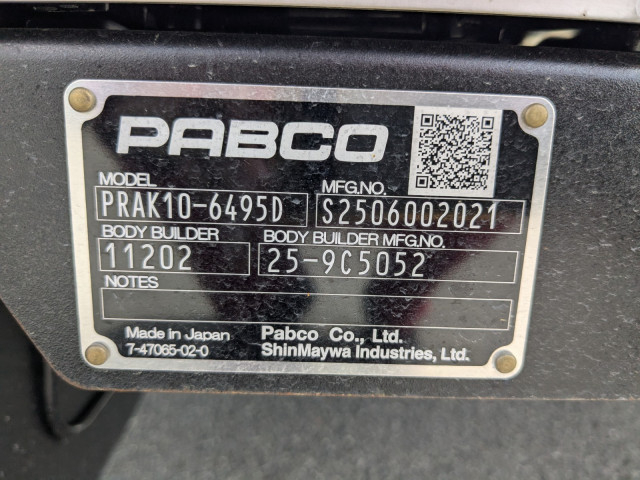 PABCO
MODEL MFG.NO.
PRAK10-6495D S2506002021
BODY BUILDER BODY BUILDER MFG.NO.
11202 25-9C5052
NOTES
Made in Japan Pabco Co., Ltd.
7-47065-02-0 ShinMaywa Industries, Ltd.